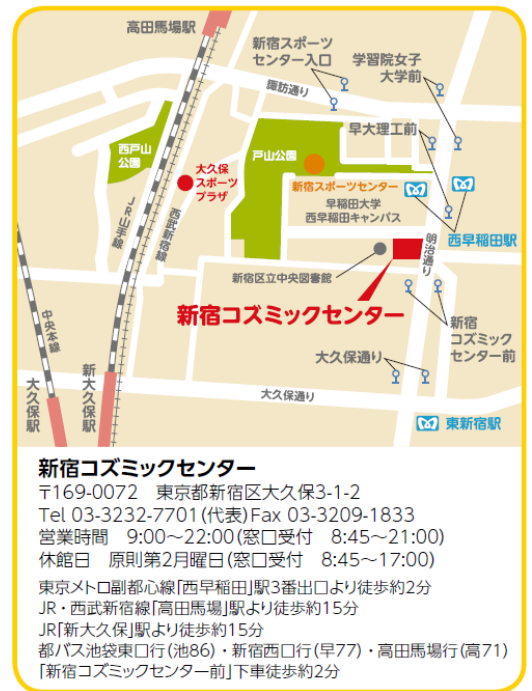 高田馬場駅
新宿スポーツ
センター入口
学習院女子
大学前
諏訪通り
早大理工前
西戸山
公園
戸山公園
大久保
スポーツ
プラザ
新宿スポーツセンター
早稲田大学
西早稲田キャンパス
西早稲田駅
JR山手線
西武新宿線
明治通り
新宿区立中央図書館
新宿コズミックセンター
新宿
コズミック
センター前
中央本線
大久保通り
新大久保駅
大久保駅
大久保通り
東新宿駅
新宿コズミックセンター
〒169-0072 東京都新宿区大久保3-1-2
Tel 03-3232-7701(代表)Fax 03-3209-1833
営業時間 9:00〜22:00(窓口受付 8:45〜21:00)
休館日 原則第2月曜日(窓口受付 8:45〜17:00)
東京メトロ副都心線「西早稲田」駅3番出口より徒歩約2分
JR・西武新宿線「高田馬場」駅より徒歩約15分
JR「新大久保」駅より徒歩約15分
都バス池袋東口行(池86)・新宿西口行(早77)・高田馬場行(高71)
「新宿コズミックセンター前」下車徒歩約2分